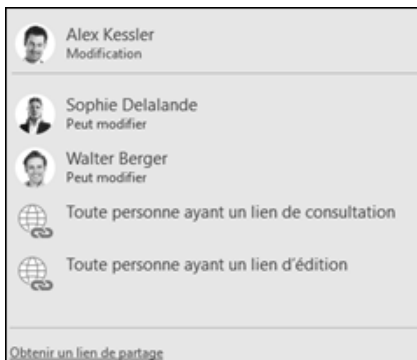 Alex Kessler
Modification
Sophie Delalande
Peut modifier
Walter Berger
Peut modifier
Toute personne ayant un lien de consultation
Toute personne ayant un lien d'édition
Obtenir un lien de partage